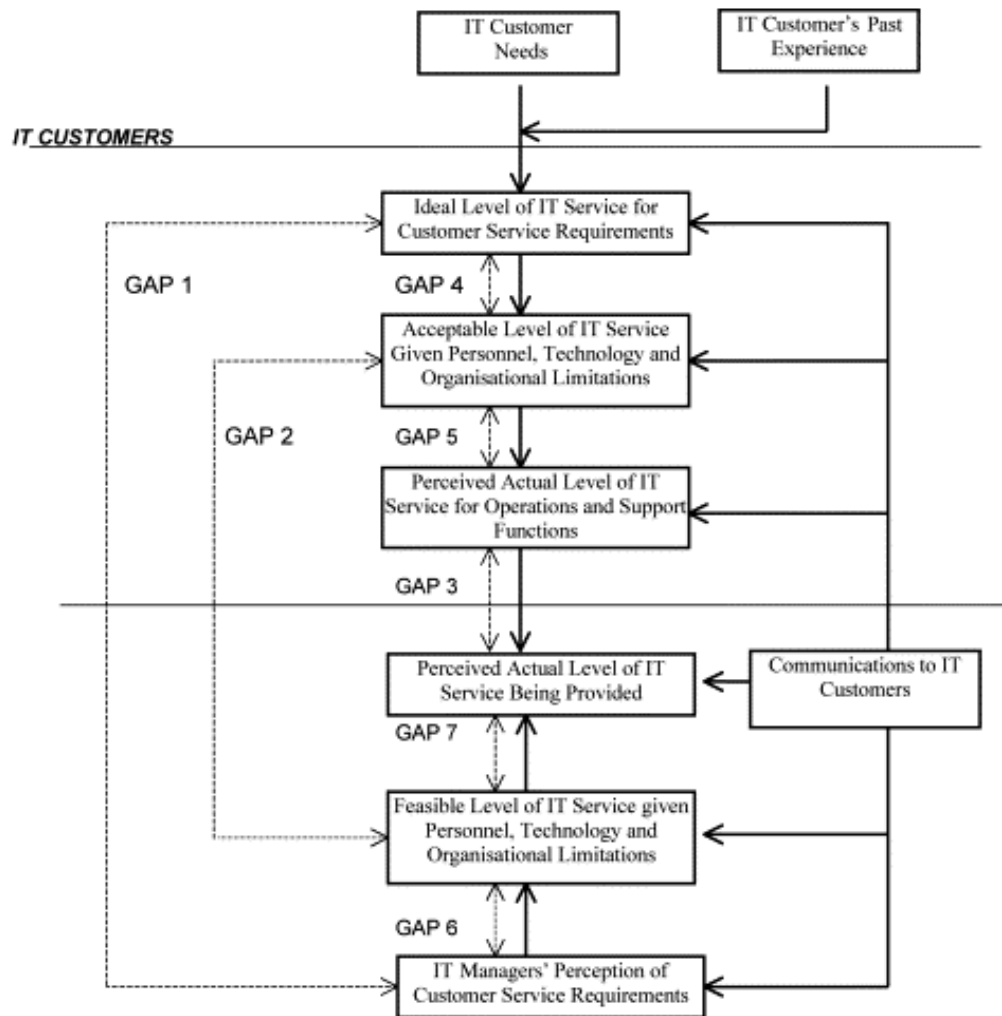 IT Customer
Needs
IT Customer’s Past
Experience
IT CUSTOMERS
Ideal Level of IT Service for
Customer Service Requirements
GAP 1
GAP 4
Acceptable Level of IT Service
Given Personnel, Technology and
Organisational Limitations
GAP 2
GAP 5
Perceived Actual Level of IT
Service for Operations and Support
Functions
GAP 3
Perceived Actual Level of IT
Service Being Provided
Communications to IT
Customers
GAP 7
Feasible Level of IT Service given
Personnel, Technology and
Organisational Limitations
GAP 6
IT Managers’ Perception of
Customer Service Requirements